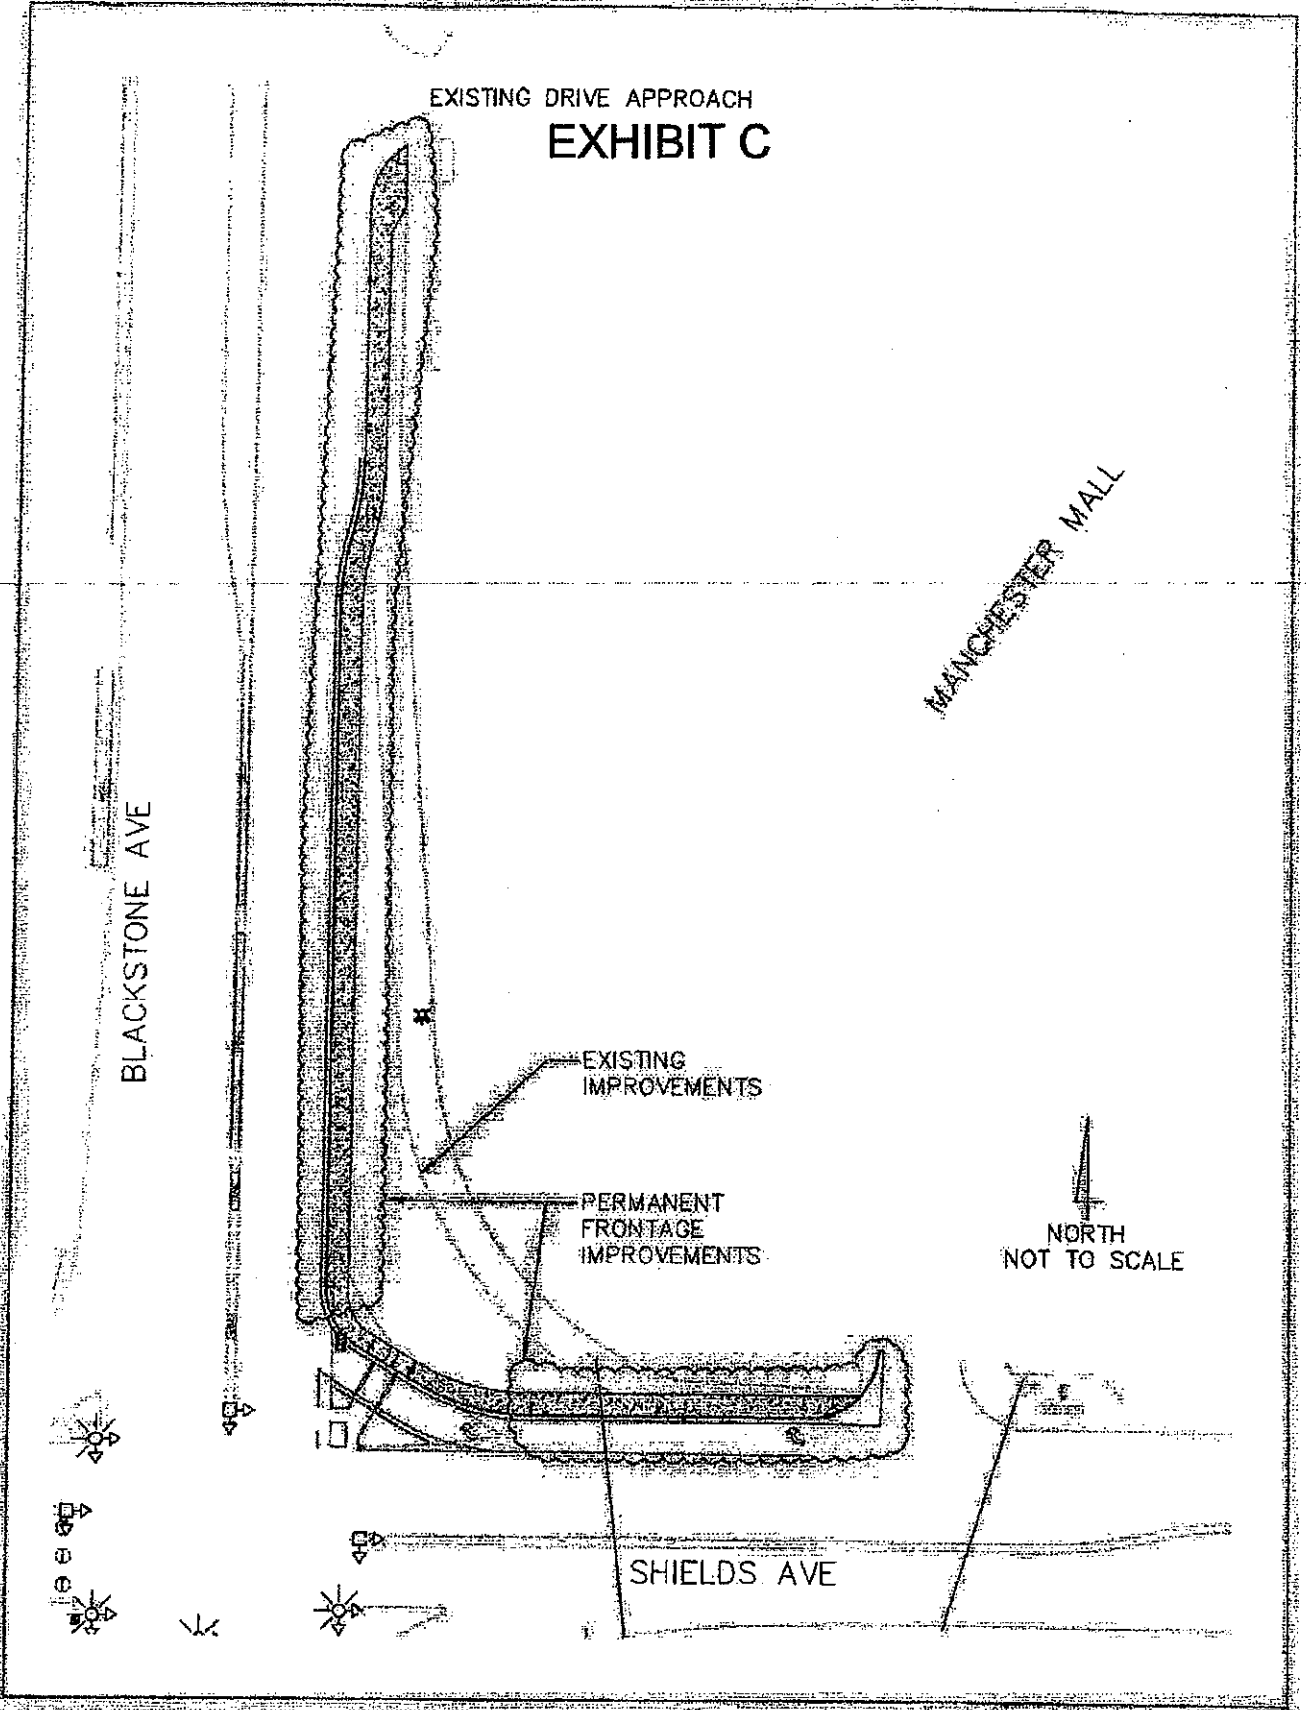 EXISTING DRIVE APPROACH
EXHIBIT C
MANCHESTER MALL
BLACKSTONE AVE
EXISTING
IMPROVEMENTS
PERMANENT
FRONTAGE
IMPROVEMENTS
NORTH
NOT TO SCALE
SHIELDS AVE